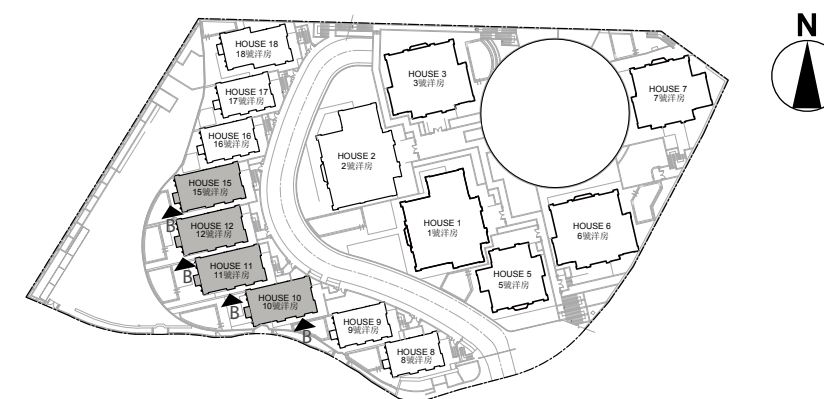 N
HOUSE 18
18號洋房
HOUSE 17
17號洋房
HOUSE 16
16號洋房
HOUSE 15
15號洋房
B
HOUSE 12
12號洋房
B
HOUSE 11
11號洋房
B
HOUSE 10
10號洋房
B
HOUSE 9
9號洋房
HOUSE 8
8號洋房
HOUSE 3
3號洋房
HOUSE 2
2號洋房
HOUSE 1
1號洋房
HOUSE 5
5號洋房
HOUSE 6
6號洋房
HOUSE 7
7號洋房